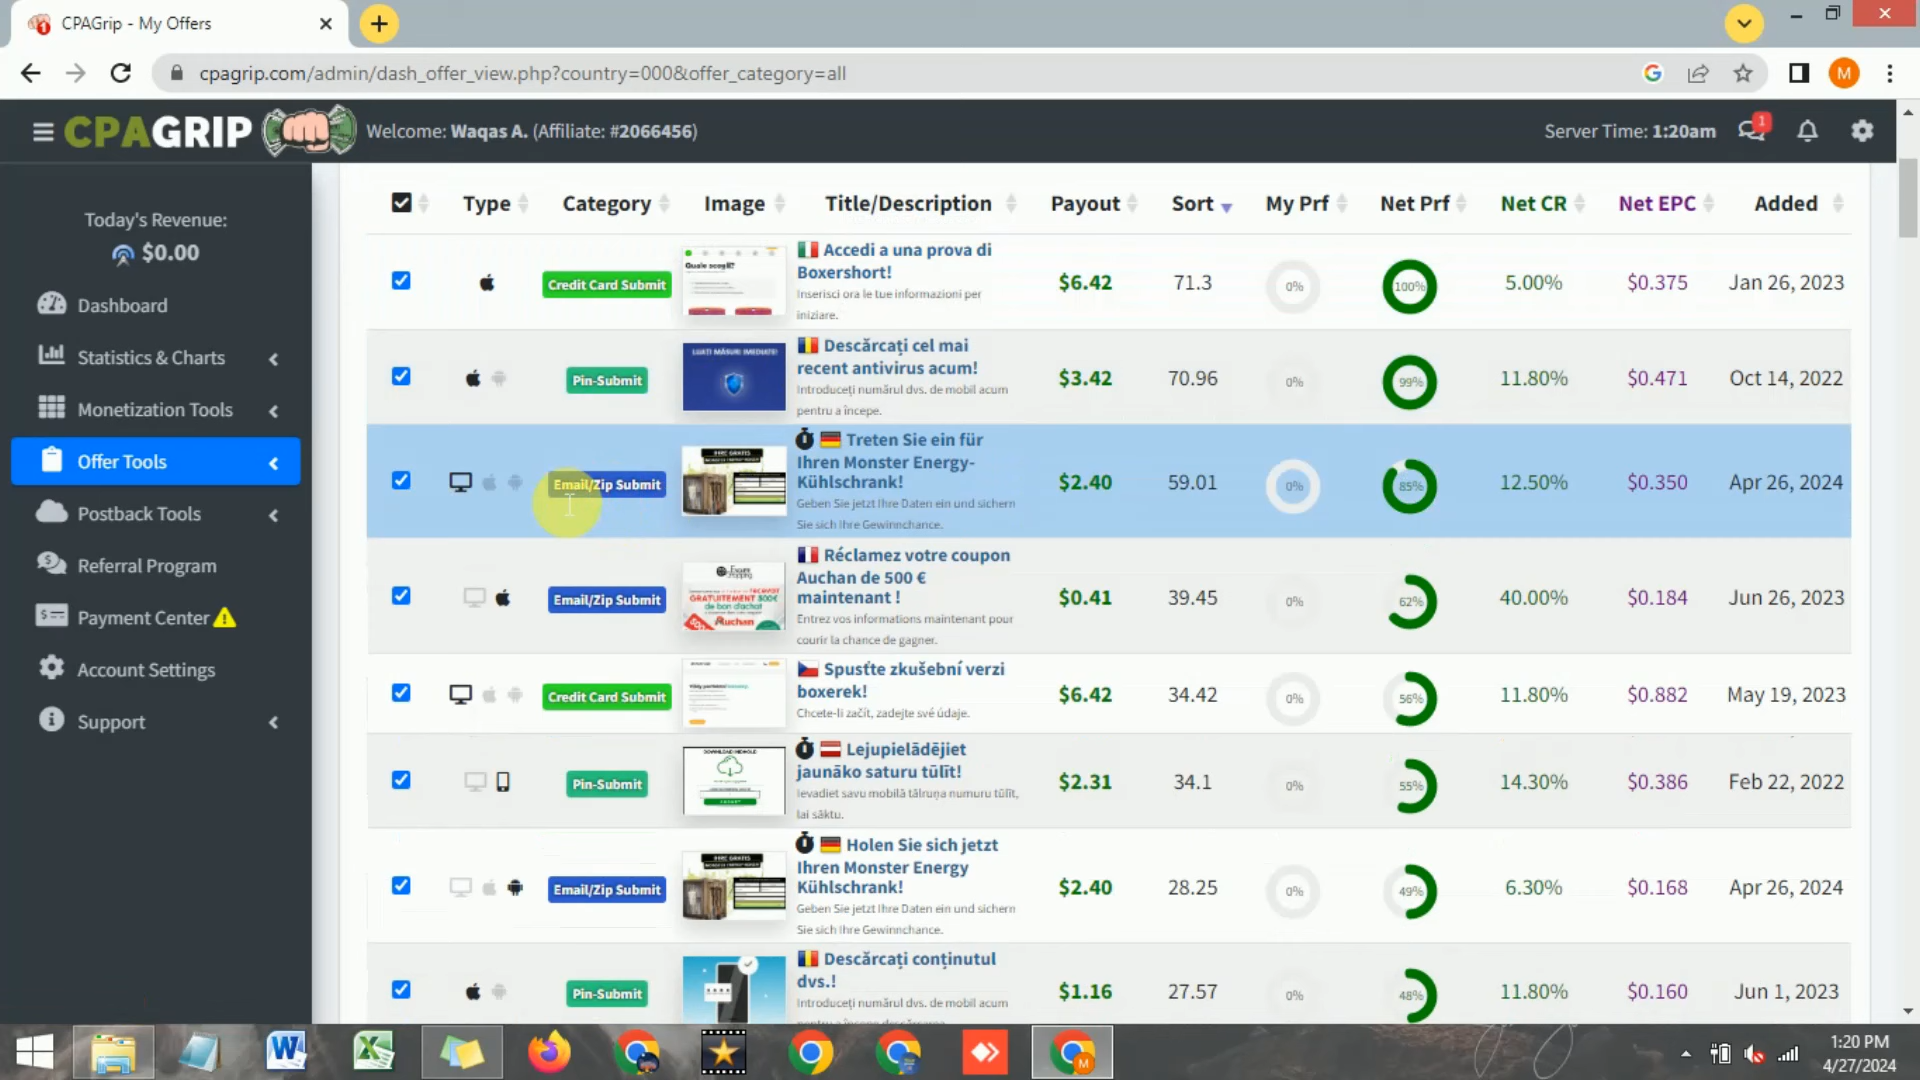 CPAGrip - My Offers
cpagrip.com/admin/dash_offer_view.php?country=000&offer_category=all
CPAGRIP
Welcome: Waqas A. (Affiliate: #2066456)
Server Time: 1:20am
1
Today's Revenue:
$0.00
Dashboard
Statistics & Charts
Monetization Tools
Offer Tools
Postback Tools
Referral Program
Payment Center
Account Settings
Support
Type Category Image Title/Description Payout Sort My Prf Net Prf Net CR Net EPC Added
Credit Card Submit
Quale scegli?
Accedi a una prova di
Boxershort!
Inserisci ora le tue informazioni per
iniziare.
$6.42 71.3 0% 100% 5.00% $0.375 Jan 26, 2023
Pin-Submit
LUAȚI MĂSURI IMEDIATE!
Descărcați cel mai
recent antivirus acum!
Introduceți numărul dvs. de mobil acum
pentru a începe.
$3.42 70.96 0% 99% 11.80% $0.471 Oct 14, 2022
Email/Zip Submit
Treten Sie ein für
Ihren Monster Energy-
Kühlschrank!
Geben Sie jetzt Ihre Daten ein und sichern
Sie sich Ihre Gewinnchance.
$2.40 59.01 0% 85% 12.50% $0.350 Apr 26, 2024
Email/Zip Submit
GRATUITEMENT 500€
de bon d'achat
Auchan
Réclamez votre coupon
Auchan de 500 €
maintenant !
Entrez vos informations maintenant pour
courir la chance de gagner.
$0.41 39.45 0% 62% 40.00% $0.184 Jun 26, 2023
Credit Card Submit
Spusťte zkušební verzi
boxerek!
Chcete-li začít, zadejte své údaje.
$6.42 34.42 0% 56% 11.80% $0.882 May 19, 2023
Pin-Submit
Lejupielādējiet
jaunāko saturu tūlīt!
Ievadiet savu mobilā tālruņa numuru tūlīt,
lai sāktu.
$2.31 34.1 0% 55% 14.30% $0.386 Feb 22, 2022
Email/Zip Submit
Holen Sie sich jetzt
Ihren Monster Energy
Kühlschrank!
Geben Sie jetzt Ihre Daten ein und sichern
Sie sich Ihre Gewinnchance.
$2.40 28.25 0% 49% 6.30% $0.168 Apr 26, 2024
Pin-Submit
Descărcați conținutul
dvs.!
Introduceți numărul dvs. de mobil acum
$1.16 27.57 0% 48% 11.80% $0.160 Jun 1, 2023
1:20 PM
4/27/2024